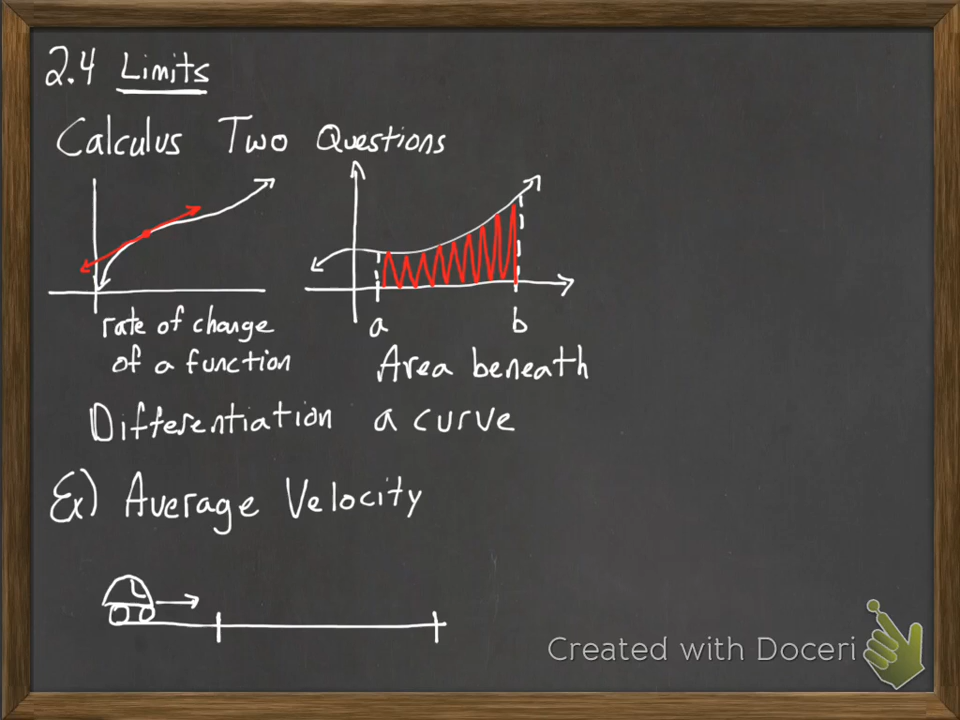 2.4 Limits
Calculus Two Questions
a
b
rate of change
of a function
Differentiation
Area beneath
a curve
Ex) Average Velocity
Created with Doceri